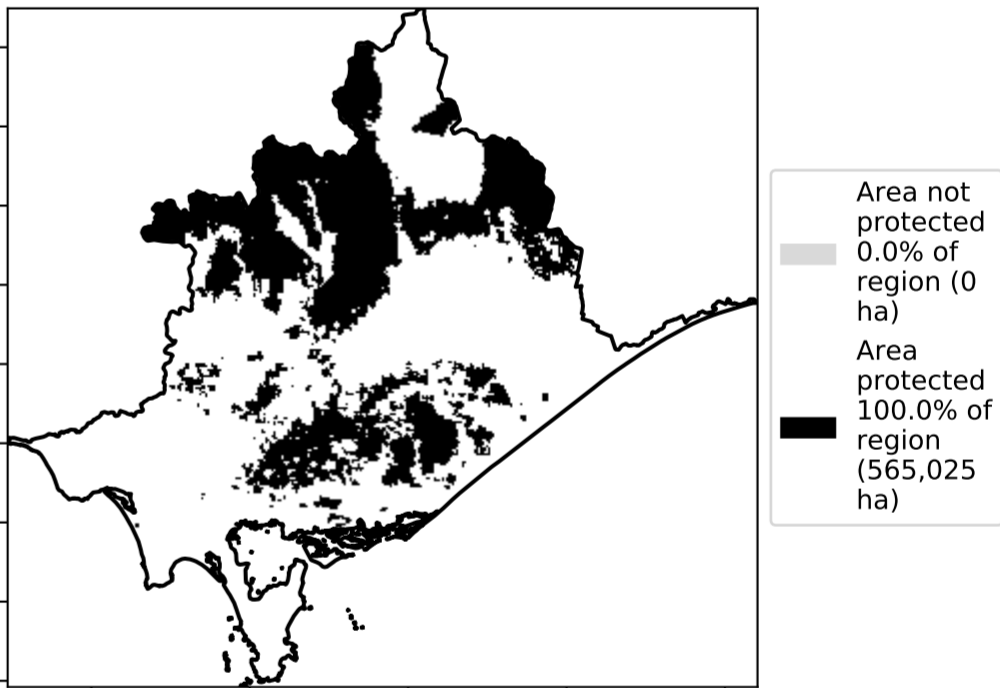 Area not
protected
0.0% of
region (0
ha)
Area
protected
100.0% of
region
(565,025
ha)